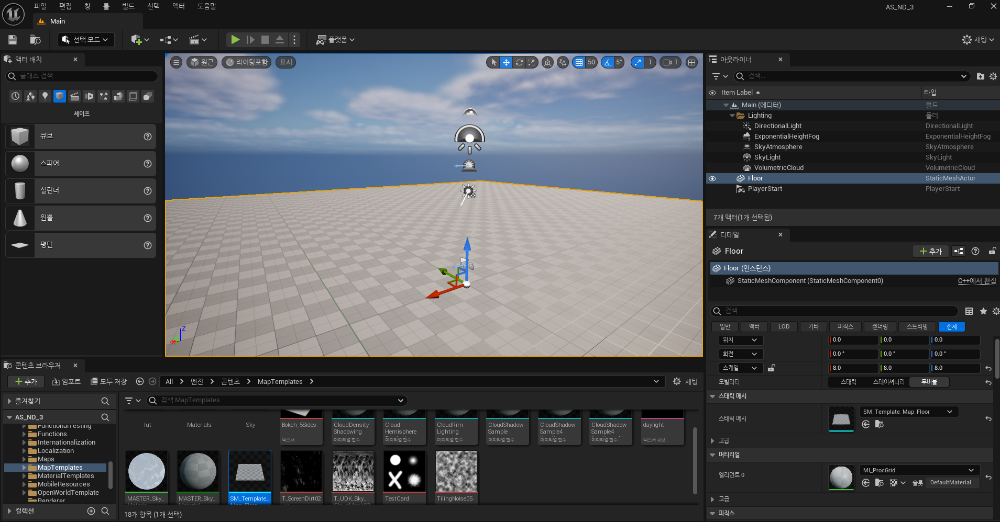 파일 편집 창 툴 빌드 선택 액터 도움말
AS_ND_3
Main
선택 모드
플랫폼
세팅
액터 배치
클래스 검색
셰이프
큐브
스피어
실린더
원뿔
평면
원근
라이팅포함
표시
50
5°
1
1
아웃라이너
검색...
Item Label
타입
Main (에디터) 월드
Lighting 폴더
DirectionalLight DirectionalLight
ExponentialHeightFog ExponentialHeightFog
SkyAtmosphere SkyAtmosphere
SkyLight SkyLight
VolumetricCloud VolumetricCloud
Floor StaticMeshActor
PlayerStart PlayerStart
7개 액터(1개 선택됨)
디테일
Floor
추가
Floor (인스턴스)
StaticMeshComponent (StaticMeshComponent0) C++에서 편집
검색
일반 액터 LOD 기타 피직스 렌더링 스트리밍 전체
위치 0.0 0.0 0.0
회전 0.0 ° 0.0 ° 0.0 °
스케일 8.0 8.0 8.0
모빌리티 스태틱 스테이셔너리 무버블
스태틱 메시
스태틱 메시 SM_Template_Map_Floor
고급
머티리얼
엘리먼트 0 MI_ProcGrid
슬롯 DefaultMaterial
고급
피직스
Z
X
콘텐츠 브라우저
추가 임포트 모두 저장 All 엔진 콘텐츠 MapTemplates 세팅
즐겨찾기
AS_ND_3
FunctionalTesting
Functions
Internationalization
Localization
Maps
MapTemplates
MaterialTemplates
MobileResources
OpenWorldTemplate
Renderer
컬렉션
검색 MapTemplates
lut Materials Sky
Bokeh_5Sides
텍스처
CloudDensity
Shadowing
머티리얼 함수
Cloud
Hemisphere
머티리얼 함수
CloudRim
Lighting
머티리얼 함수
CloudShadow
Sample
머티리얼 함수
CloudShadow
Sample4
머티리얼 함수
CloudShadow
Sample4
머티리얼 함수
daylight
텍스처 큐브
MASTER_Sky_
Material
MASTER_Sky_
Material
SM_Template_
Map_Floor
T_ScreenDirt02
T_UDK_Sky_
TestCard
TilingNoise05
18개 항목 (1개 선택)